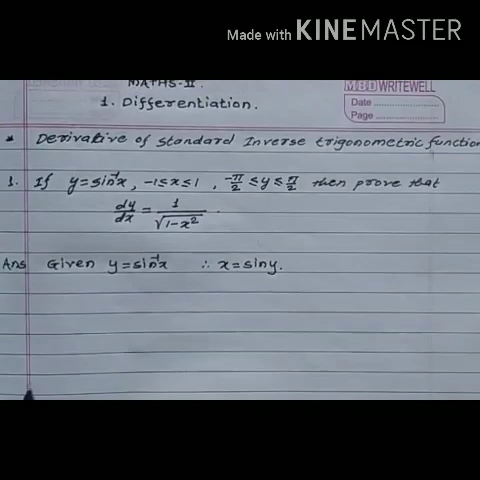 Made with KINEMASTER
MATHS-II.
MBD WRITEWELL
1. Differentiation.
Date
Page
* Derivative of Standard Inverse trigonometric function
1. If y=sin⁻¹x, -1≤x≤1, -π/2 ≤y≤ π/2 then prove that
dy/dx = 1/√1-x² .
Ans Given y=sin⁻¹x ∴ x=siny.